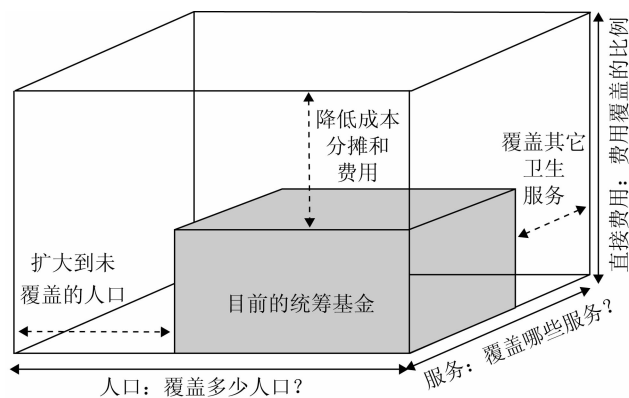 降低成本
分摊和
费用
覆盖其它
卫生
服务
直接费用：费用覆盖的比例
扩大到未
覆盖的人口
目前的统筹基金
服务：覆盖哪些服务？
人口：覆盖多少人口？